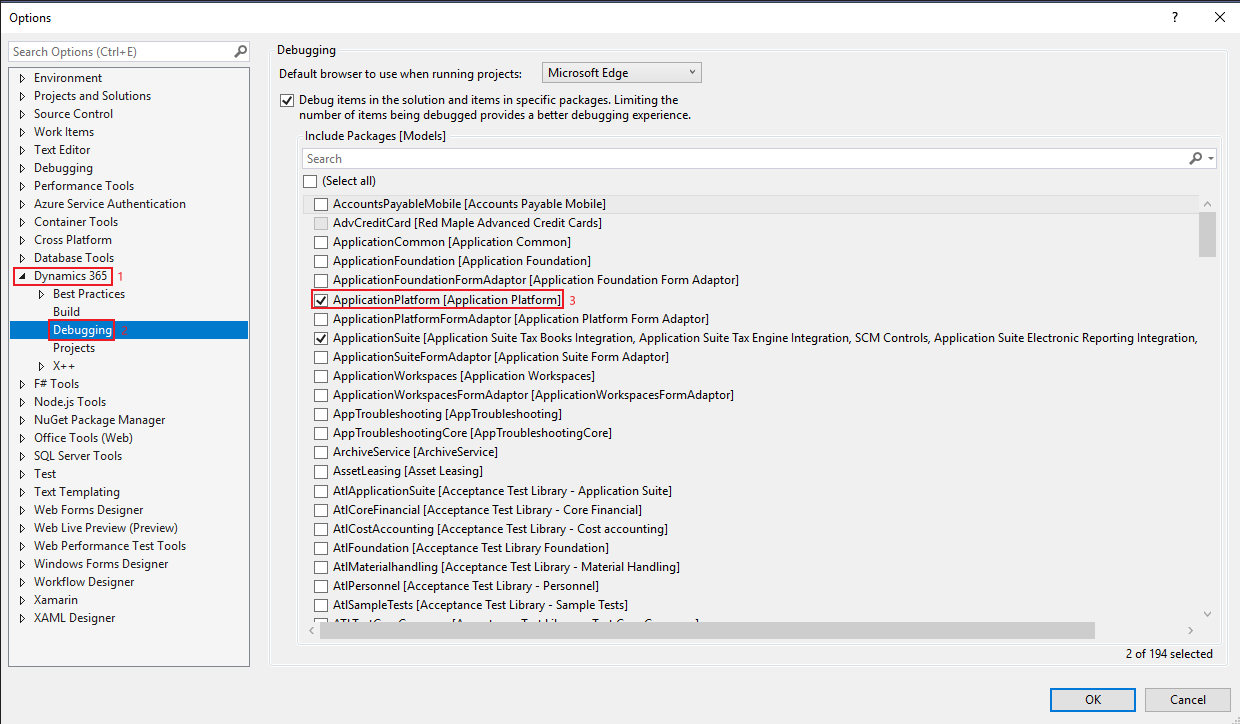 Options
?
Search Options (Ctrl+E)
Environment
Projects and Solutions
Source Control
Work Items
Text Editor
Debugging
Performance Tools
Azure Service Authentication
Container Tools
Cross Platform
Database Tools
Dynamics 365 1
Best Practices
Build
Debugging 2
Projects
X++
F# Tools
Node.js Tools
NuGet Package Manager
Office Tools (Web)
SQL Server Tools
Test
Text Templating
Web Forms Designer
Web Live Preview (Preview)
Web Performance Test Tools
Windows Forms Designer
Workflow Designer
Xamarin
XAML Designer
Debugging
Default browser to use when running projects: Microsoft Edge
Debug items in the solution and items in specific packages. Limiting the
number of items being debugged provides a better debugging experience.
Include Packages [Models]
Search
(Select all)
AccountsPayableMobile [Accounts Payable Mobile]
AdvCreditCard [Red Maple Advanced Credit Cards]
ApplicationCommon [Application Common]
ApplicationFoundation [Application Foundation]
ApplicationFoundationFormAdaptor [Application Foundation Form Adaptor]
ApplicationPlatform [Application Platform] 3
ApplicationPlatformFormAdaptor [Application Platform Form Adaptor]
ApplicationSuite [Application Suite Tax Books Integration, Application Suite Tax Engine Integration, SCM Controls, Application Suite Electronic Reporting Integration,
ApplicationSuiteFormAdaptor [Application Suite Form Adaptor]
ApplicationWorkspaces [Application Workspaces]
ApplicationWorkspacesFormAdaptor [ApplicationWorkspacesFormAdaptor]
AppTroubleshooting [AppTroubleshooting]
AppTroubleshootingCore [AppTroubleshootingCore]
ArchiveService [ArchiveService]
AssetLeasing [Asset Leasing]
AtlApplicationSuite [Acceptance Test Library - Application Suite]
AtlCoreFinancial [Acceptance Test Library - Core Financial]
AtlCostAccounting [Acceptance Test Library - Cost accounting]
AtlFoundation [Acceptance Test Library Foundation]
AtlMaterialhandling [Acceptance Test Library - Material Handling]
AtlPersonnel [Acceptance Test Library - Personnel]
AtlSampleTests [Acceptance Test Library - Sample Tests]
2 of 194 selected
OK
Cancel